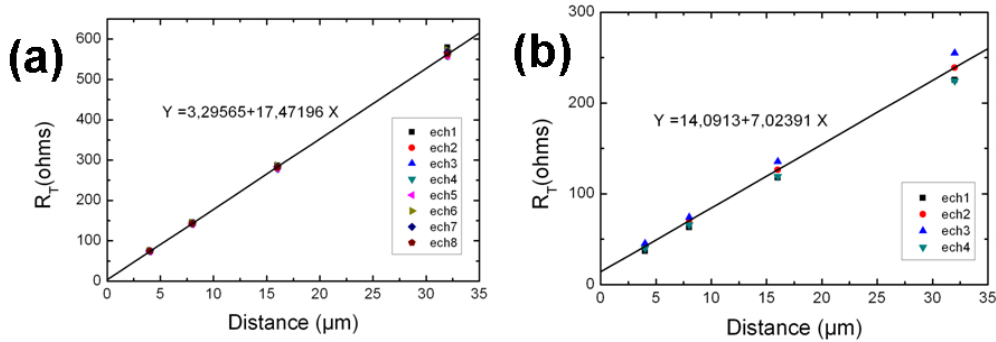 (a)
R_T(ohms)
600
500
400
300
200
100
0
Y =3,29565+17,47196 X
ech1
ech2
ech3
ech4
ech5
ech6
ech7
ech8
0 5 10 15 20 25 30 35
Distance (µm)
(b)
R_T(ohms)
300
200
100
0
Y =14,0913+7,02391 X
ech1
ech2
ech3
ech4
0 5 10 15 20 25 30 35
Distance (µm)